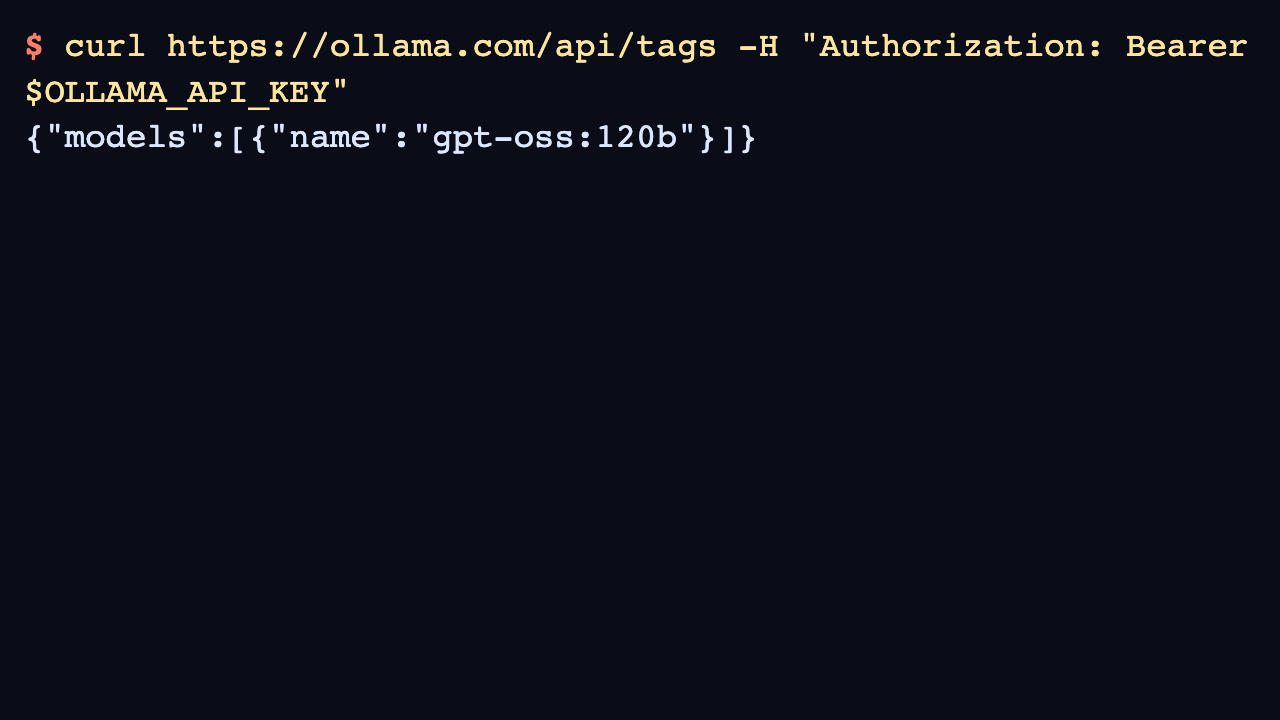 $ curl https://ollama.com/api/tags -H "Authorization: Bearer
$OLLAMA_API_KEY"
{"models":[{"name":"gpt-oss:120b"}]}